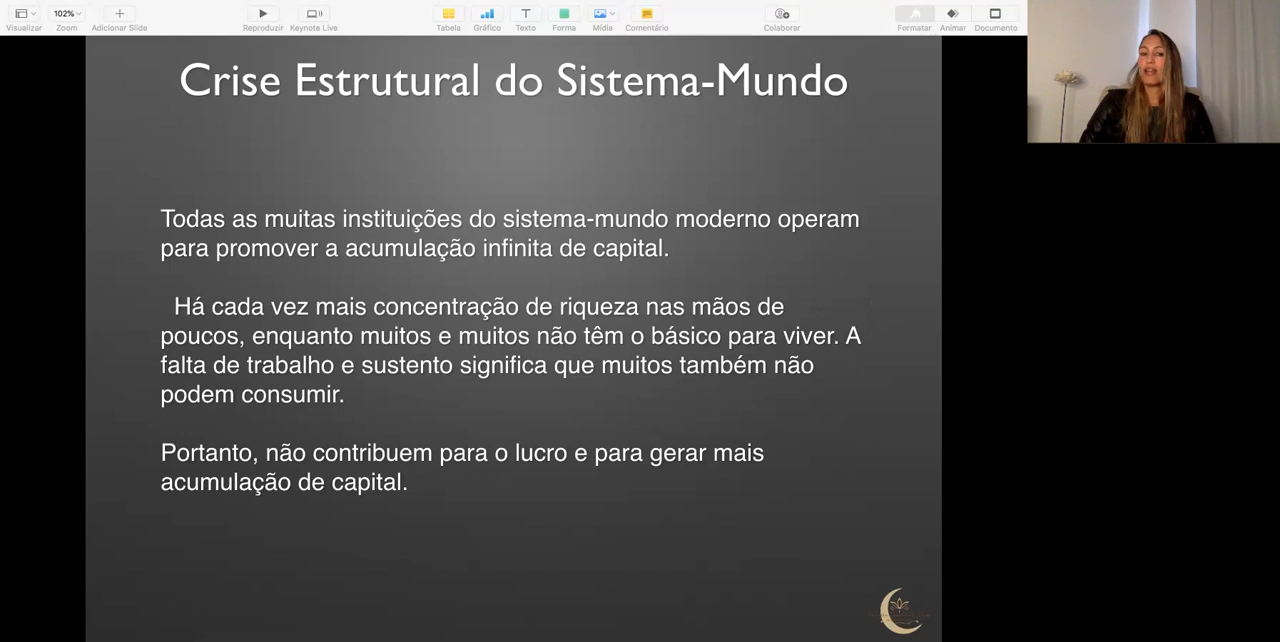 Visualizar
102%
Zoom
Adicionar Slide
Reproduzir
Keynote Live
Tabela
Gráfico
Texto
Forma
Mídia
Comentário
Colaborar
Formatar
Animar
Documento
Crise Estrutural do Sistema-Mundo
Todas as muitas instituições do sistema-mundo moderno operam
para promover a acumulação infinita de capital.
Há cada vez mais concentração de riqueza nas mãos de
poucos, enquanto muitos e muitos não têm o básico para viver. A
falta de trabalho e sustento significa que muitos também não
podem consumir.
Portanto, não contribuem para o lucro e para gerar mais
acumulação de capital.